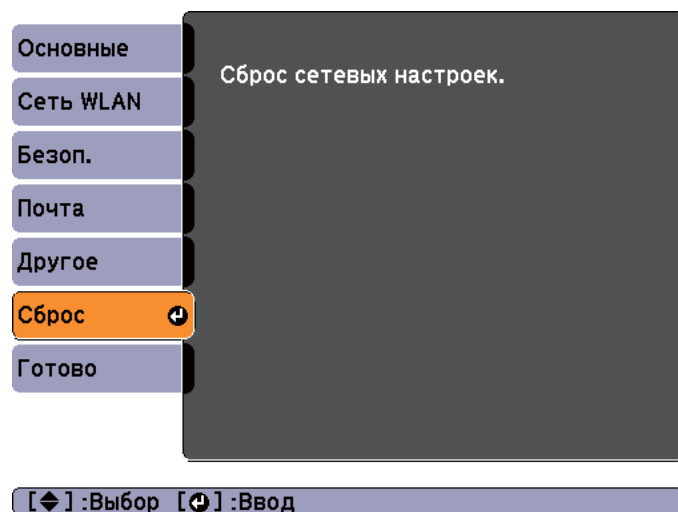 Основные
Сброс сетевых настроек.
Сеть WLAN
Безоп.
Почта
Другое
Сброс
Готово
[◆] :Выбор [⏎] :Ввод